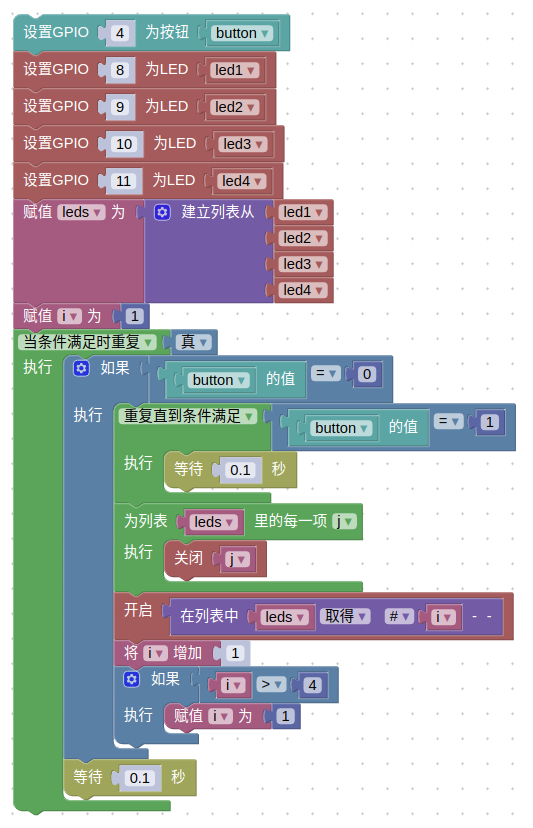 设置GPIO 4 为按钮 button
设置GPIO 8 为LED led1
设置GPIO 9 为LED led2
设置GPIO 10 为LED led3
设置GPIO 11 为LED led4
赋值 leds 为 建立列表从 led1
led2
led3
led4
赋值 i 为 1
当条件满足时重复 真
执行 如果 button 的值 = 0
执行 重复直到条件满足 button 的值 = 1
执行 等待 0.1 秒
为列表 leds 里的每一项 j
执行 关闭 j
开启 在列表中 leds 取得 # i - -
将 i 增加 1
如果 i > 4
执行 赋值 i 为 1
等待 0.1 秒